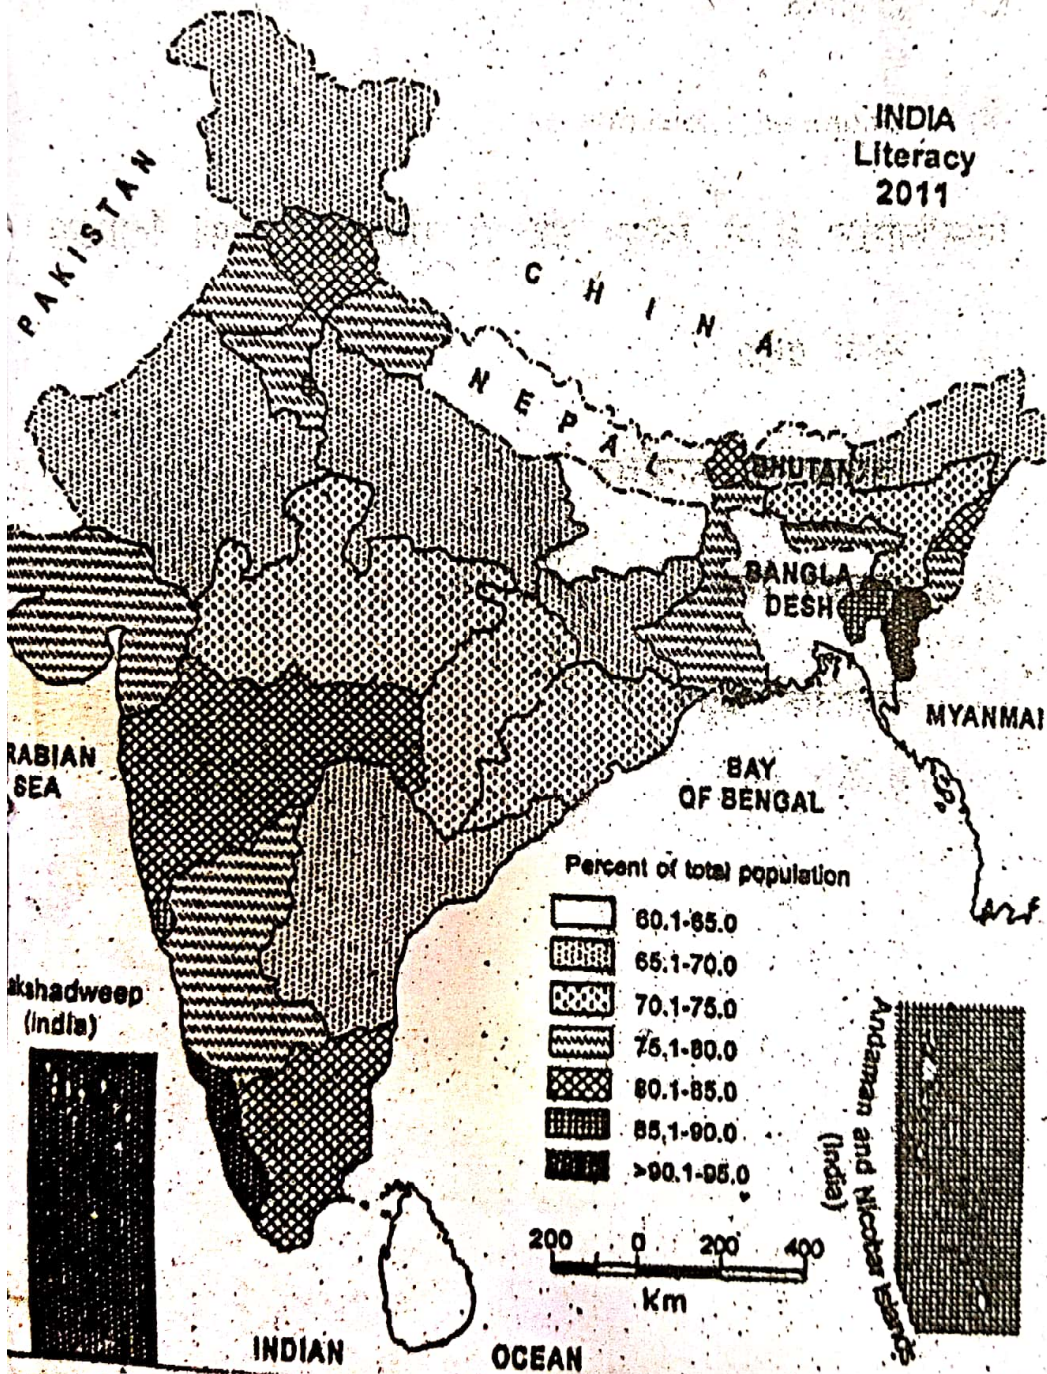 INDIA
Literacy
2011
PAKISTAN
CHINA
NEPAL
BHUTAN
BANGLA
DESH
MYANMAI
RABIAN
SEA
BAY
OF BENGAL
Percent of total population
60.1-65.0
65.1-70.0
70.1-75.0
75.1-80.0
80.1-85.0
85.1-90.0
>90.1-95.0
akshadweep
(India)
Andaman and Nicobar Islands
(India)
200 0 200 400
Km
INDIAN OCEAN